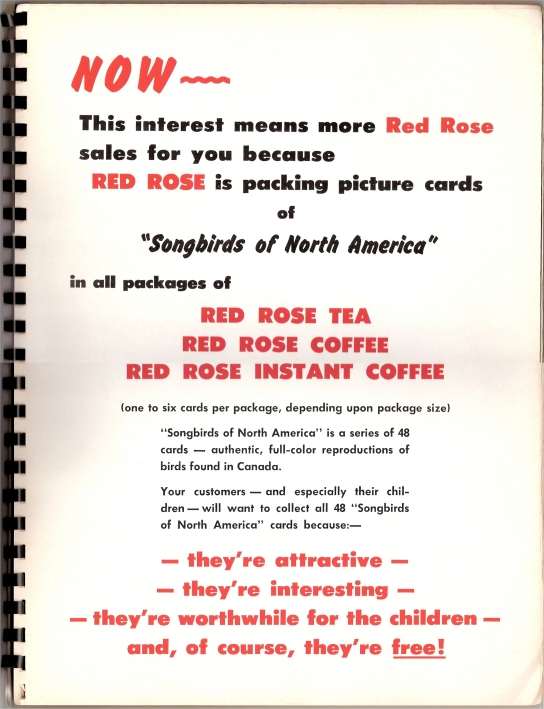 NOW
This interest means more Red Rose
sales for you because
RED ROSE is packing picture cards
of
"Songbirds of North America"
in all packages of
RED ROSE TEA
RED ROSE COFFEE
RED ROSE INSTANT COFFEE
(one to six cards per package, depending upon package size)
"Songbirds of North America" is a series of 48
cards — authentic, full-color reproductions of
birds found in Canada.
Your customers — and especially their chil-
dren — will want to collect all 48 "Songbirds
of North America" cards because:—
— they're attractive —
— they're interesting —
— they're worthwhile for the children —
and, of course, they're free!